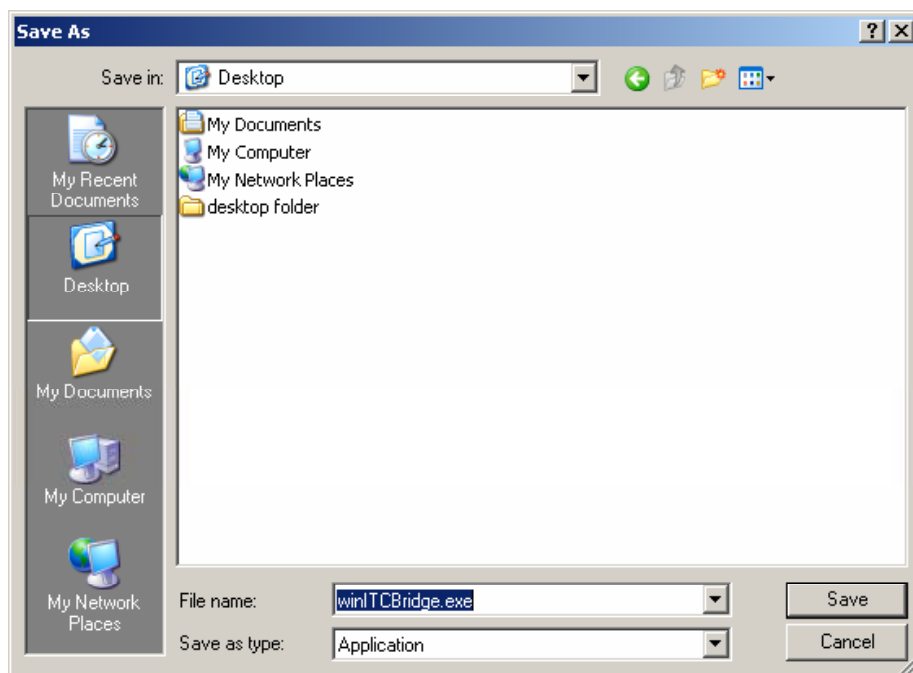 Save As
Save in:
Desktop
My Recent
Documents
Desktop
My Documents
My Computer
My Network
Places
My Documents
My Computer
My Network Places
desktop folder
File name:
winITCBridge.exe
Save
Save as type:
Application
Cancel